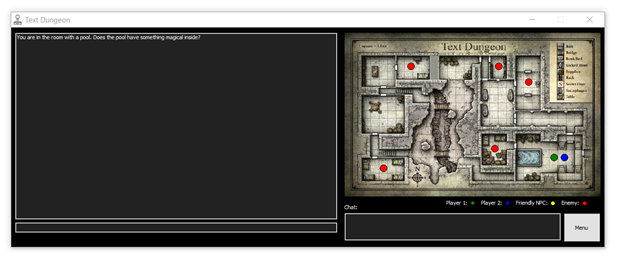 Text Dungeon
You are in the room with a pool. Does the pool have something magical inside?
Text Dungeon
Player 1:
Player 2:
Friendly NPC:
Enemy:
Chat:
Menu